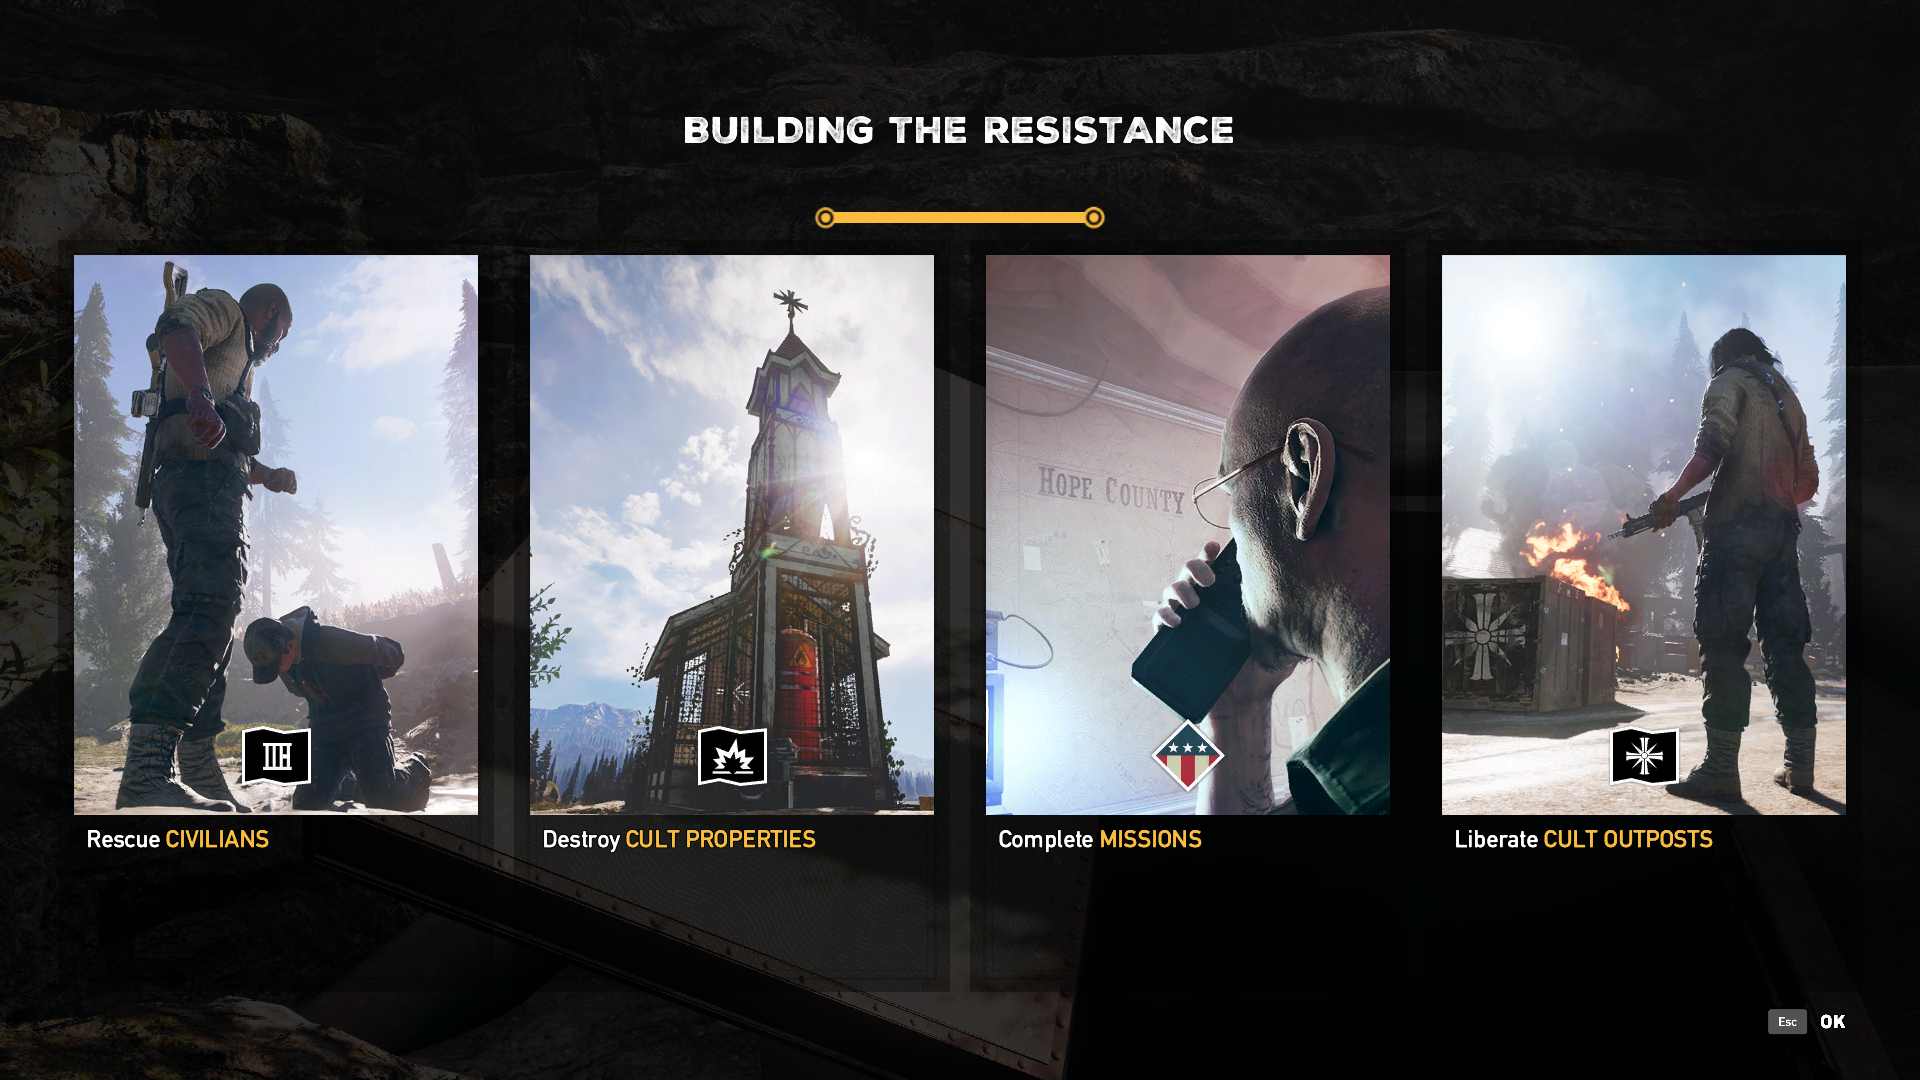 BUILDING THE RESISTANCE
HOPE COUNTY
Rescue CIVILIANS
Destroy CULT PROPERTIES
Complete MISSIONS
Liberate CULT OUTPOSTS
Esc OK